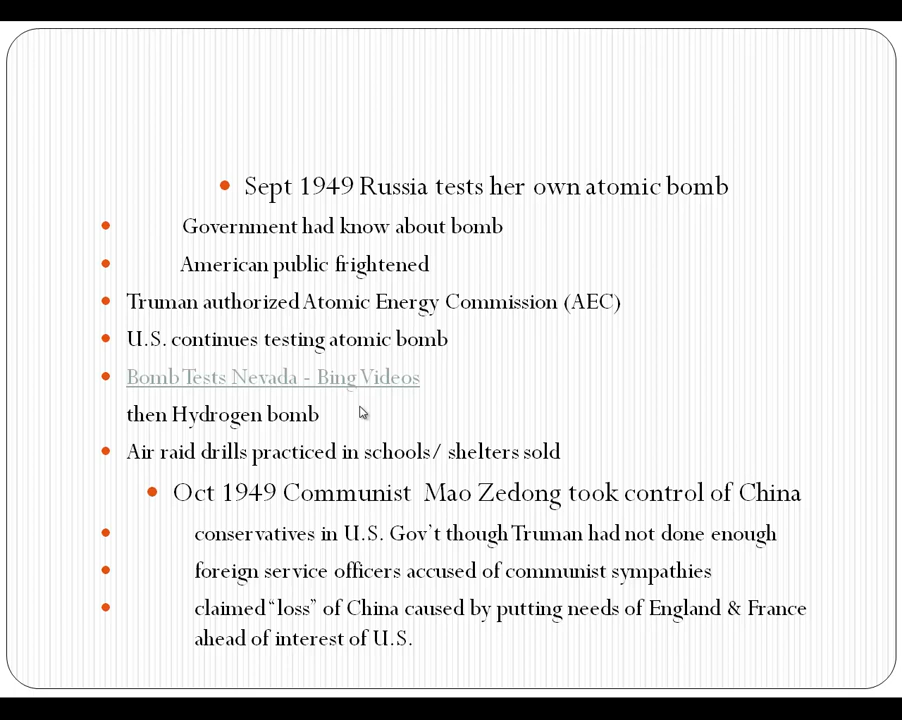 • Sept 1949 Russia tests her own atomic bomb
• Government had know about bomb
• American public frightened
• Truman authorized Atomic Energy Commission (AEC)
• U.S. continues testing atomic bomb
• Bomb Tests Nevada - Bing Videos
then Hydrogen bomb
• Air raid drills practiced in schools/ shelters sold
• Oct 1949 Communist Mao Zedong took control of China
• conservatives in U.S. Gov't though Truman had not done enough
• foreign service officers accused of communist sympathies
• claimed “loss” of China caused by putting needs of England & France
ahead of interest of U.S.